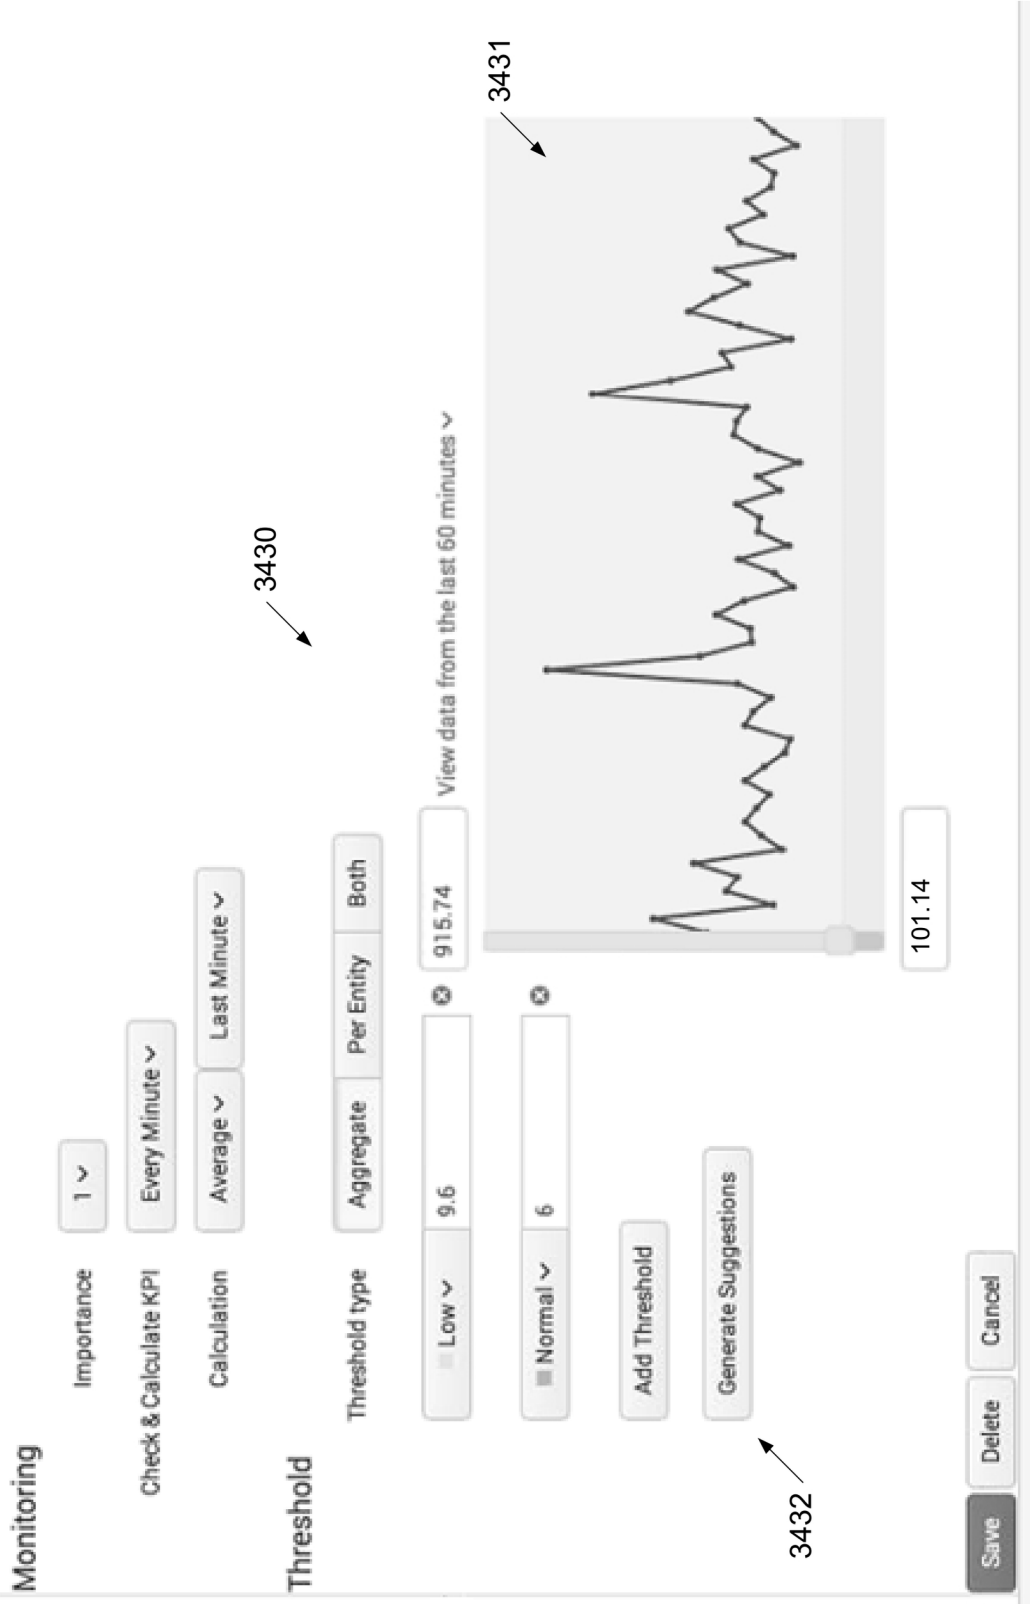 Monitoring
Importance 1
Check & Calculate KPI Every Minute
Calculation Average Last Minute
3430
Threshold
Threshold type Aggregate Per Entity Both
Low 9.6 915.74 View data from the last 60 minutes
3431
Normal 6
Add Threshold
Generate Suggestions
3432
101.14
Save Delete Cancel